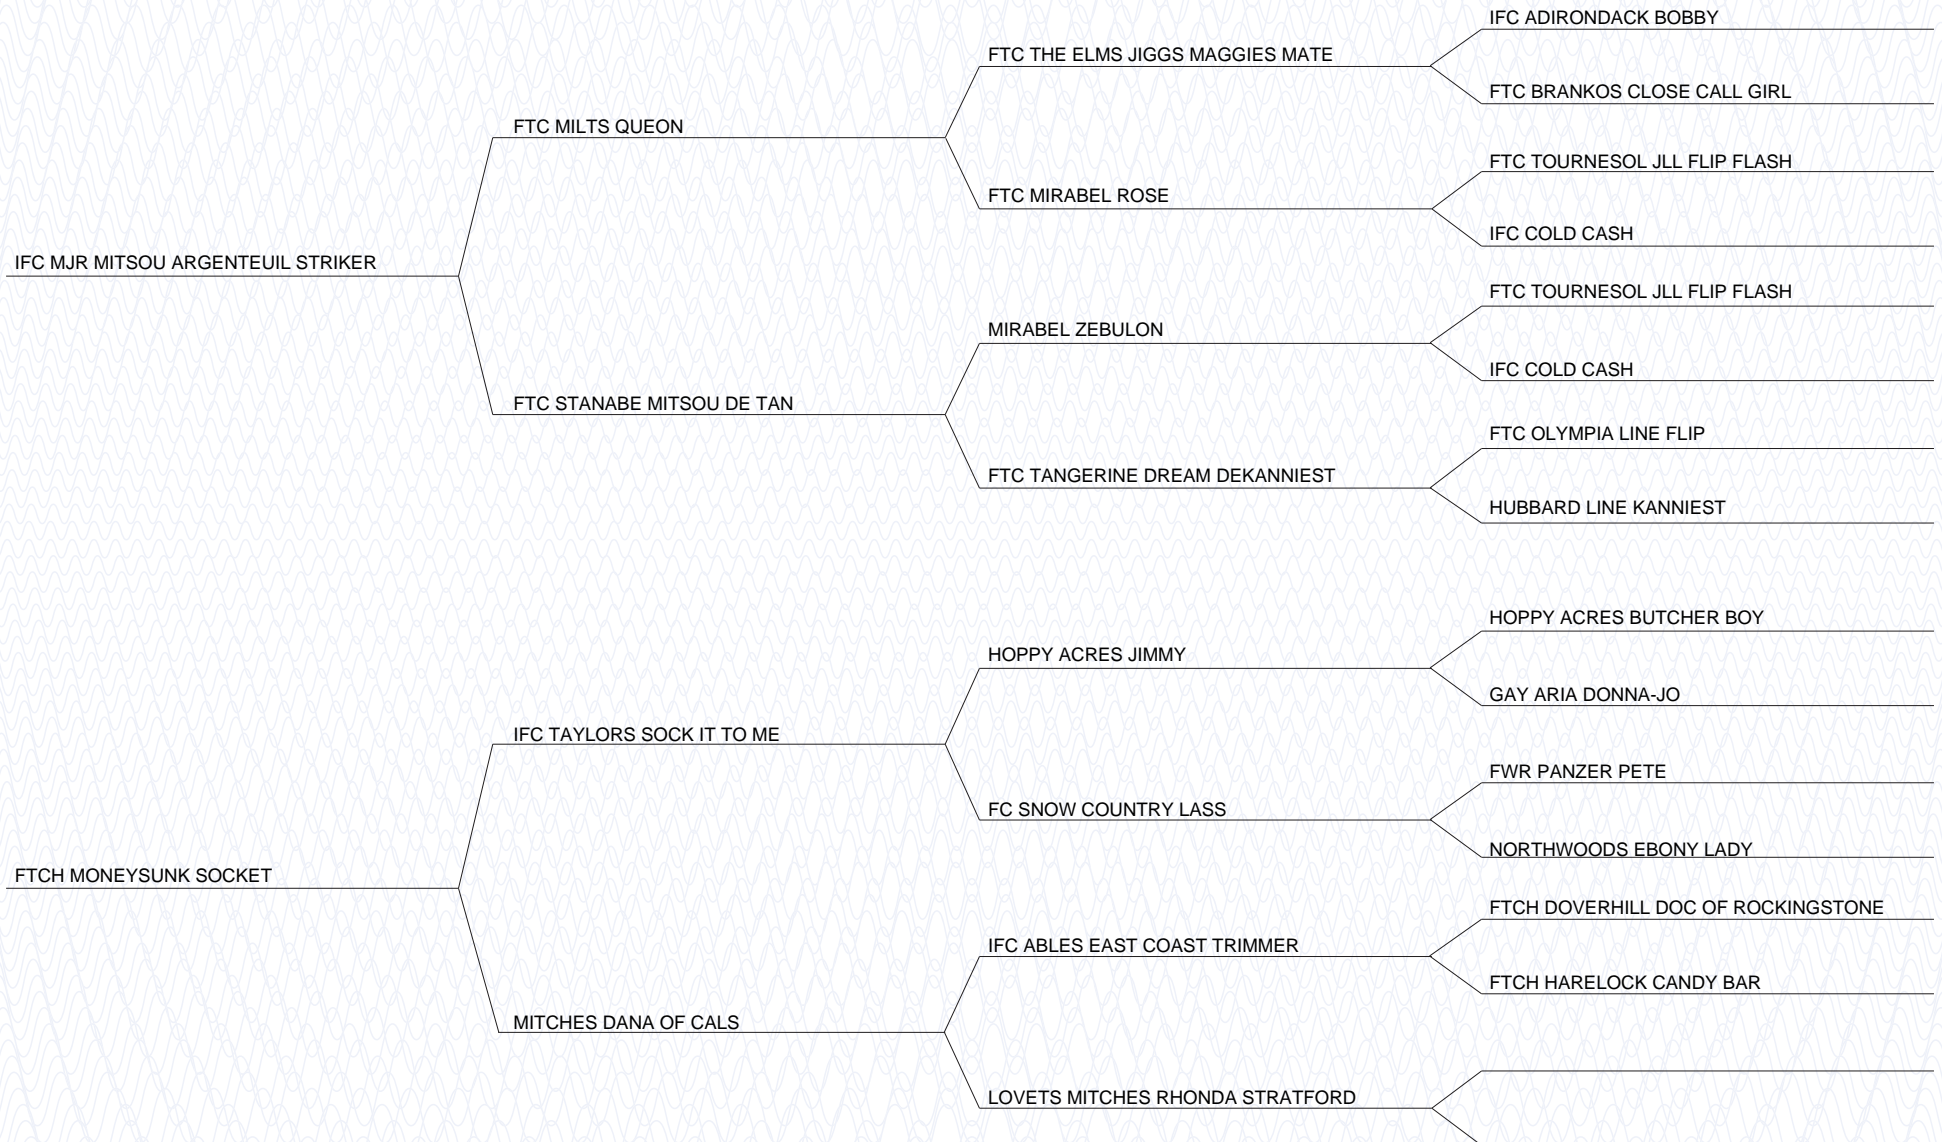 IFC ADIRONDACK BOBBY
FTC THE ELMS JIGGS MAGGIES MATE
FTC BRANKOS CLOSE CALL GIRL
FTC MILTS QUEON
FTC TOURNESOL JLL FLIP FLASH
FTC MIRABEL ROSE
IFC COLD CASH
IFC MJR MITSOU ARGENTEUIL STRIKER
FTC TOURNESOL JLL FLIP FLASH
MIRABEL ZEBULON
IFC COLD CASH
FTC STANABE MITSOU DE TAN
FTC OLYMPIA LINE FLIP
FTC TANGERINE DREAM DEKANNIEST
HUBBARD LINE KANNIEST
HOPPY ACRES BUTCHER BOY
HOPPY ACRES JIMMY
GAY ARIA DONNA-JO
IFC TAYLORS SOCK IT TO ME
FWR PANZER PETE
FC SNOW COUNTRY LASS
NORTHWOODS EBONY LADY
FTCH MONEYSUNK SOCKET
FTCH DOVERHILL DOC OF ROCKINGSTONE
IFC ABLES EAST COAST TRIMMER
FTCH HARELOCK CANDY BAR
MITCHES DANA OF CALS
LOVETS MITCHES RHONDA STRATFORD